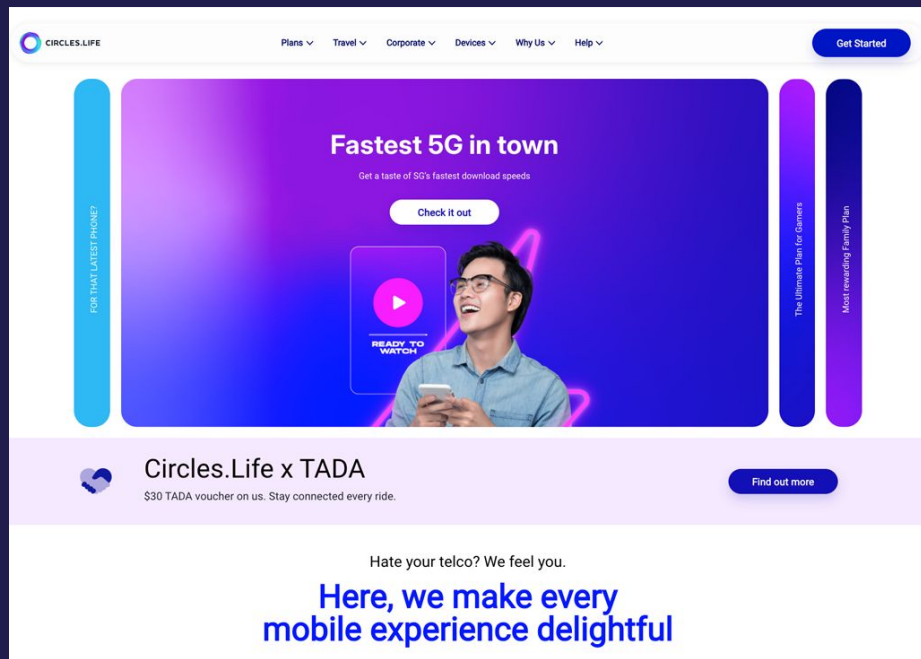 CIRCLES.LIFE
Plans
Travel
Corporate
Devices
Why Us
Help
Get Started
FOR THAT LATEST PHONE?
Fastest 5G in town
Get a taste of SG's fastest download speeds
Check it out
READY TO
WATCH
The Ultimate Plan for Gamers
Most rewarding Family Plan
Circles.Life x TADA
$30 TADA voucher on us. Stay connected every ride.
Find out more
Hate your telco? We feel you.
Here, we make every
mobile experience delightful